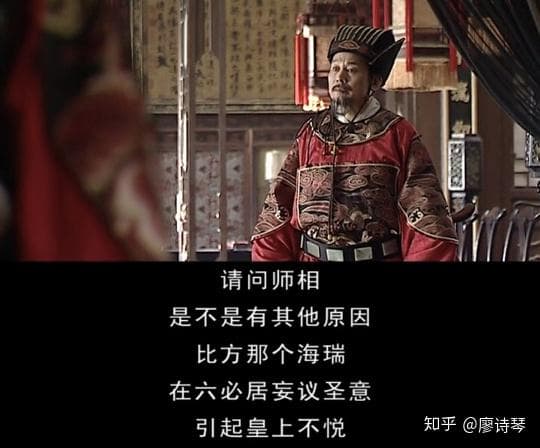 请问师相
是不是有其他原因
比方那个海瑞
在六必居妄议圣意
引起皇上不悦
知乎 @廖诗琴